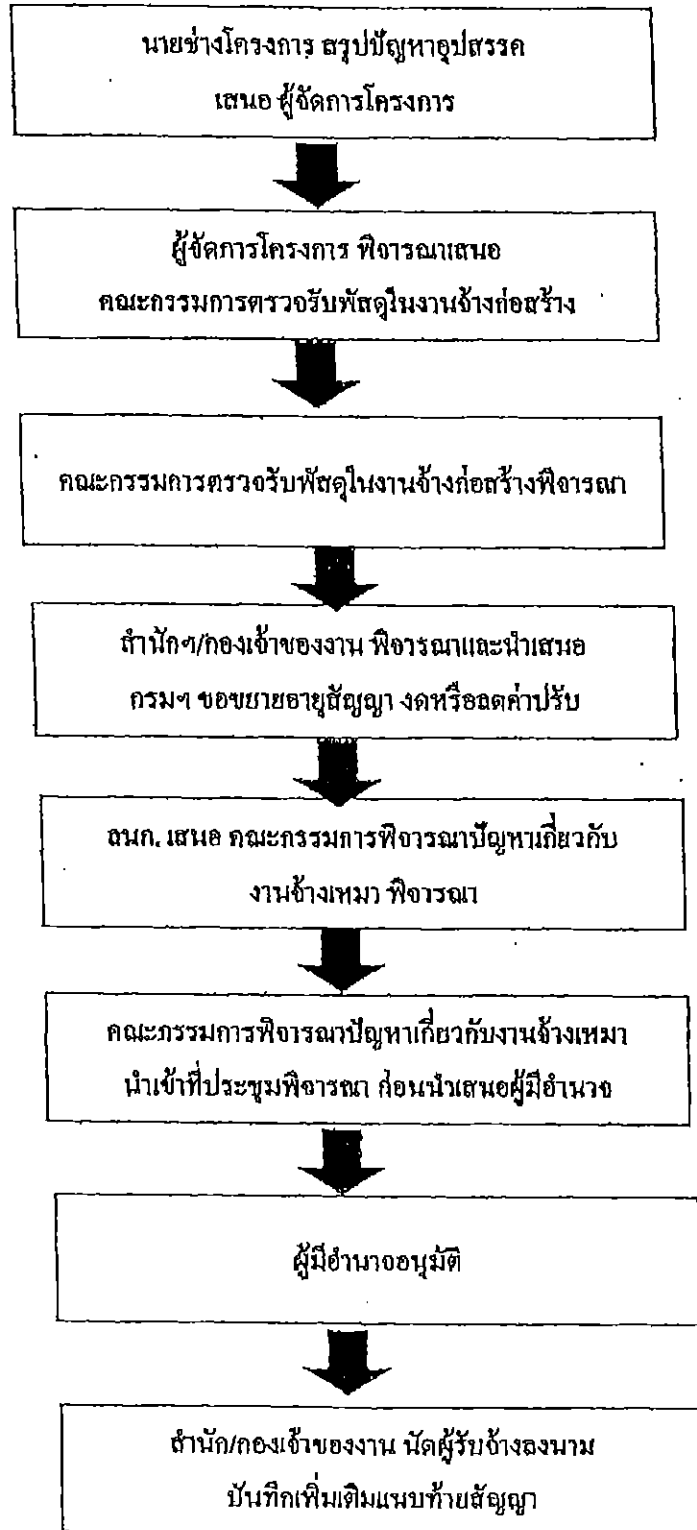 นายช่างโครงการ สรุปปัญหาอุปสรรค
เสนอ ผู้จัดการโครงการ
ผู้จัดการโครงการ พิจารณาเสนอ
คณะกรรมการตรวจรับพัสดุในงานจ้างก่อสร้าง
คณะกรรมการตรวจรับพัสดุในงานจ้างก่อสร้างพิจารณา
สำนักฯ/กองเจ้าของงาน พิจารณาและนำเสนอ
กรมฯ ขอขยายอายุสัญญา งดหรือลดค่าปรับ
ลนก. เสนอ คณะกรรมการพิจารณาปัญหาเกี่ยวกับ
งานจ้างเหมา พิจารณา
คณะกรรมการพิจารณาปัญหาเกี่ยวกับงานจ้างเหมา
นำเข้าที่ประชุมพิจารณา ก่อนนำเสนอผู้มีอำนวจ
ผู้มีอำนาจอนุมัติ
สำนัก/กองเจ้าของงาน นัดผู้รับจ้างลงนาม
บันทึกเพิ่มเติมแนบท้ายสัญญา